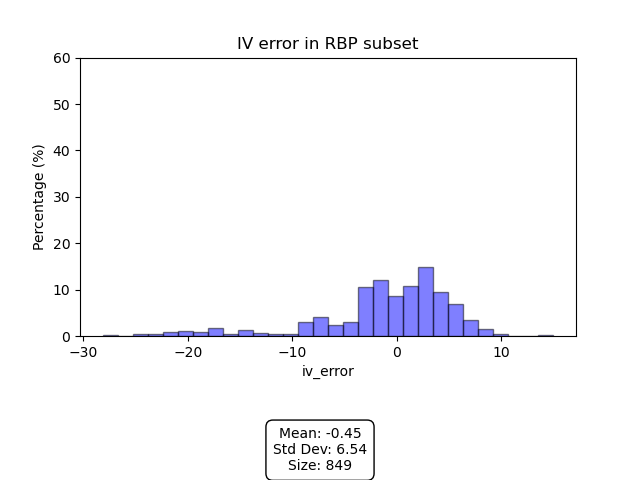 IV error in RBP subset
60
50
40
30
20
10
0
Percentage (%)
−30 −20 −10 0 10
iv_error
Mean: -0.45
Std Dev: 6.54
Size: 849